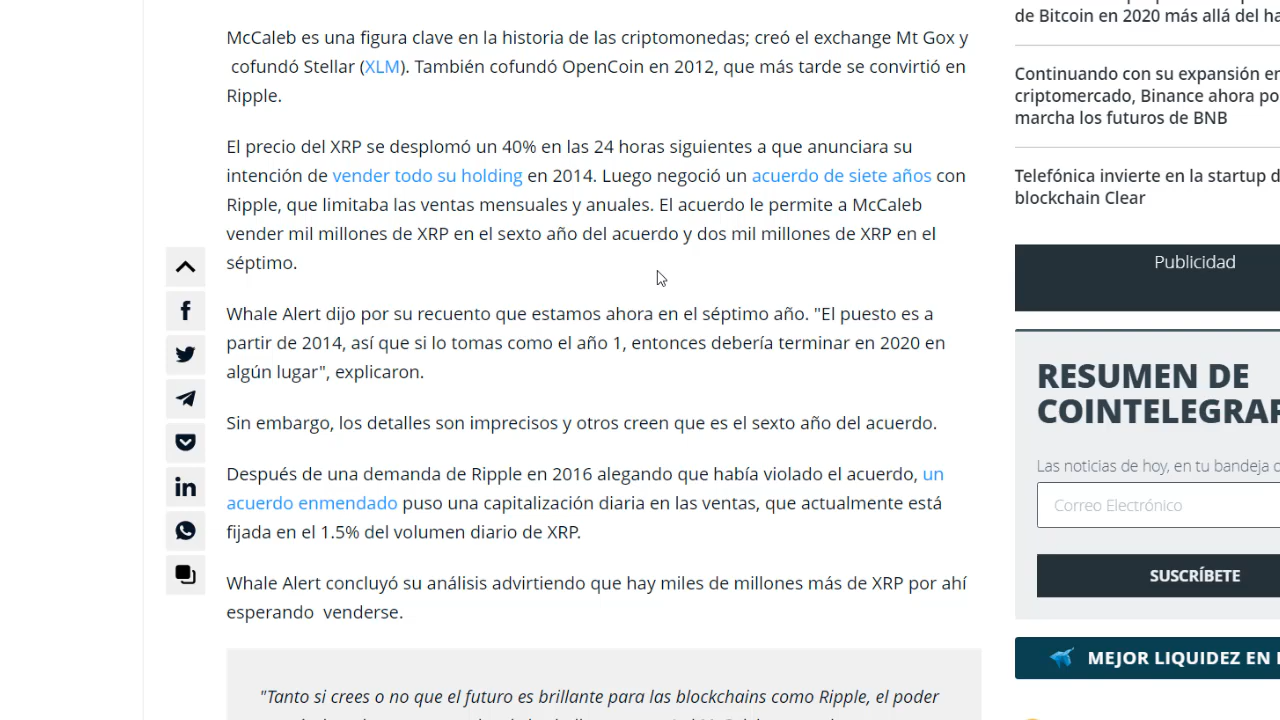 McCaleb es una figura clave en la historia de las criptomonedas; creó el exchange Mt Gox y
cofundó Stellar (XLM). También cofundó OpenCoin en 2012, que más tarde se convirtió en
Ripple.
El precio del XRP se desplomó un 40% en las 24 horas siguientes a que anunciara su
intención de vender todo su holding en 2014. Luego negoció un acuerdo de siete años con
Ripple, que limitaba las ventas mensuales y anuales. El acuerdo le permite a McCaleb
vender mil millones de XRP en el sexto año del acuerdo y dos mil millones de XRP en el
séptimo.
Whale Alert dijo por su recuento que estamos ahora en el séptimo año. "El puesto es a
partir de 2014, así que si lo tomas como el año 1, entonces debería terminar en 2020 en
algún lugar", explicaron.
Sin embargo, los detalles son imprecisos y otros creen que es el sexto año del acuerdo.
Después de una demanda de Ripple en 2016 alegando que había violado el acuerdo, un
acuerdo enmendado puso una capitalización diaria en las ventas, que actualmente está
fijada en el 1.5% del volumen diario de XRP.
Whale Alert concluyó su análisis advirtiendo que hay miles de millones más de XRP por ahí
esperando venderse.
"Tanto si crees o no que el futuro es brillante para las blockchains como Ripple, el poder
de Bitcoin en 2020 más allá del
Continuando con su expansión
criptomercado, Binance ahora
marcha los futuros de BNB
Telefónica invierte en la startup
blockchain Clear
Publicidad
RESUMEN DE
Las noticias de hoy, en tu bandeja
Correo Electrónico
SUSCRÍBETE
MEJOR LIQUIDEZ EN